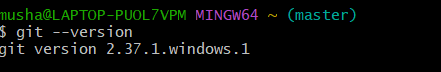 musha@LAPTOP-PUOL7VPM MINGW64 ~ (master)
$ git --version
git version 2.37.1.windows.1